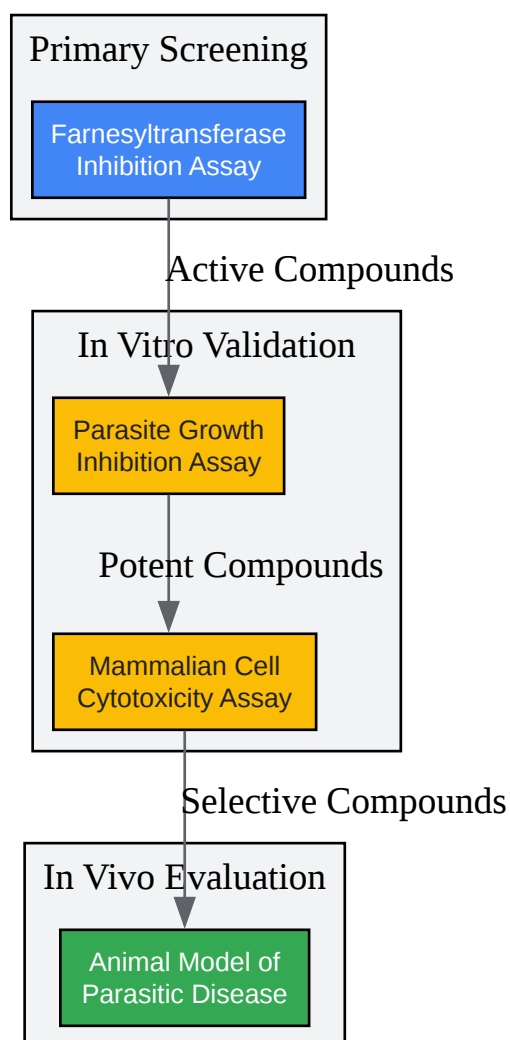 Primary Screening
Farnesyltransferase
Inhibition Assay
Active Compounds
In Vitro Validation
Parasite Growth
Inhibition Assay
Potent Compounds
Mammalian Cell
Cytotoxicity Assay
Selective Compounds
In Vivo Evaluation
Animal Model of
Parasitic Disease